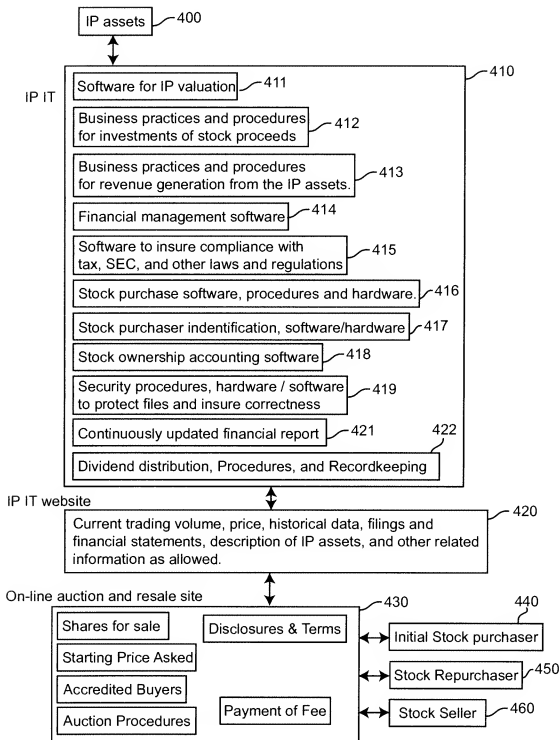 IP assets
400
410
IP IT
Software for IP valuation
411
Business practices and procedures
for investments of stock proceeds
412
Business practices and procedures
for revenue generation from the IP assets.
413
Financial management software
414
Software to insure compliance with
tax, SEC, and other laws and regulations
415
Stock purchase software, procedures and hardware.
416
Stock purchaser indentification, software/hardware
417
Stock ownership accounting software
418
Security procedures, hardware / software
to protect files and insure correctness
419
Continuously updated financial report
421
422
Dividend distribution, Procedures, and Recordkeeping
IP IT website
420
Current trading volume, price, historical data, filings and
financial statements, description of IP assets, and other related
information as allowed.
On-line auction and resale site
430
Shares for sale
Disclosures & Terms
Starting Price Asked
Accredited Buyers
Payment of Fee
Auction Procedures
440
Initial Stock purchaser
Stock Repurchaser
450
Stock Seller
460